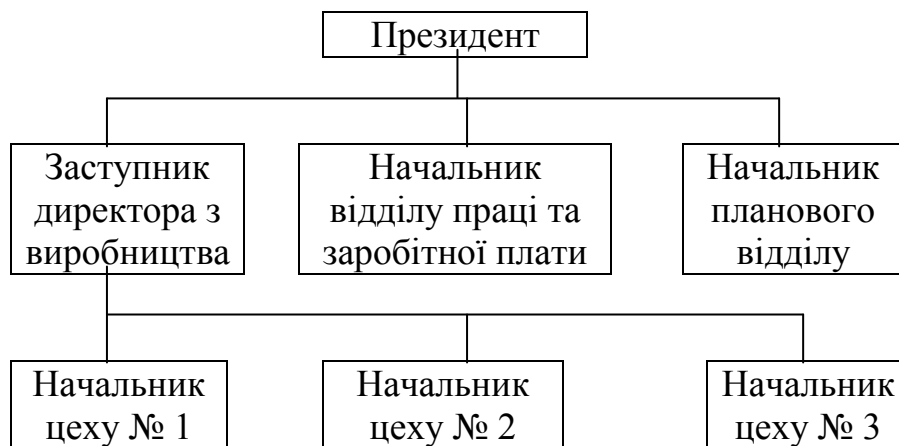 Президент
Заступник
директора з
виробництва
Начальник
відділу праці та
заробітної плати
Начальник
планового
відділу
Начальник
цеху № 1
Начальник
цеху № 2
Начальник
цеху № 3